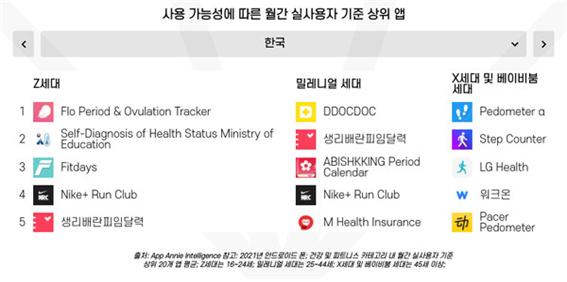 사용 가능성에 따른 월간 실사용자 기준 상위 앱
한국
Z세대
밀레니얼 세대
X세대 및 베이비붐
세대
1 Flo Period & Ovulation Tracker
DDOCDOC
Pedometer α
2 Self-Diagnosis of Health Status Ministry of
Education
생리배란피임달력
Step Counter
3 Fitdays
ABISHKKING Period
Calendar
LG Health
4 Nike+ Run Club
Nike+ Run Club
워크온
5 생리배란피임달력
M Health Insurance
Pacer
Pedometer
출처: App Annie Intelligence 참고: 2021년 안드로이드 폰; 건강 및 피트니스 카테고리 내 월간 실사용자 기준
상위 20개 앱 평균; Z세대는 16~24세; 밀레니얼 세대는 25~44세; X세대 및 베이비붐 세대는 45세 이상;